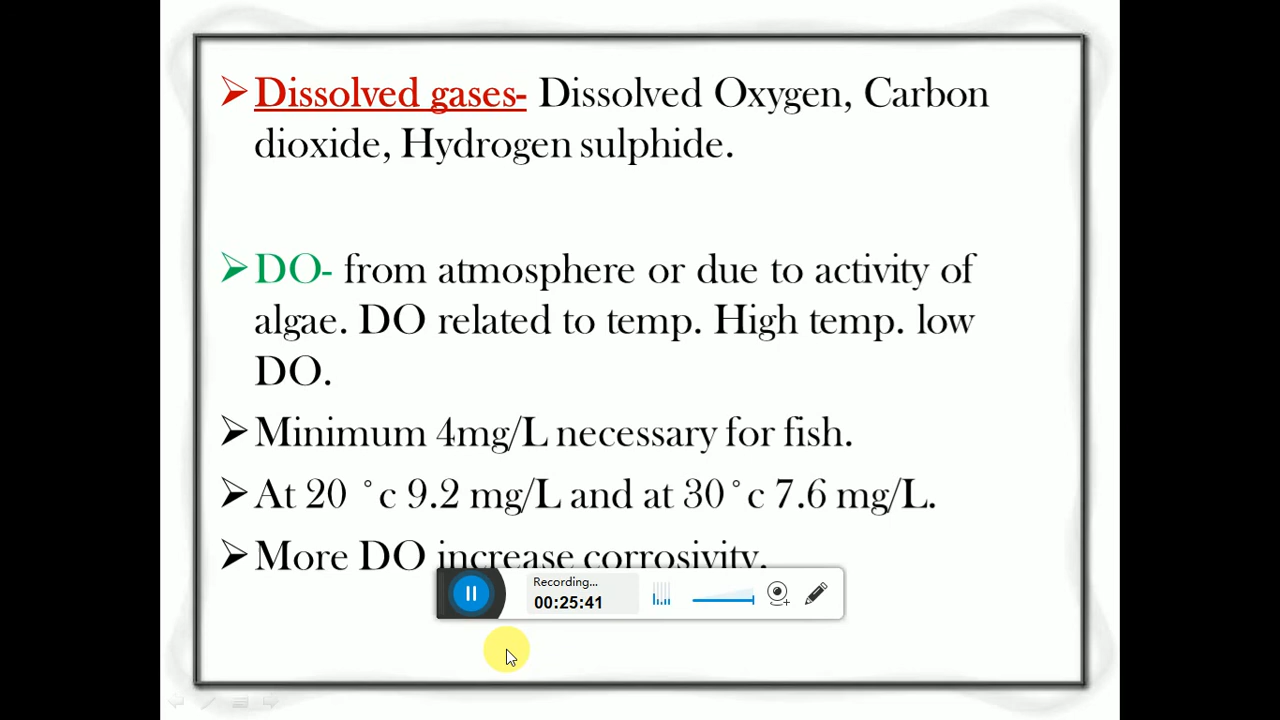 ➢Dissolved gases- Dissolved Oxygen, Carbon
dioxide, Hydrogen sulphide.
➢DO- from atmosphere or due to activity of
algae. DO related to temp. High temp. low
DO.
➢Minimum 4mg/L necessary for fish.
➢At 20 ˚c 9.2 mg/L and at 30˚c 7.6 mg/L.
➢More DO increase corrosivity.
Recording...
00:25:41